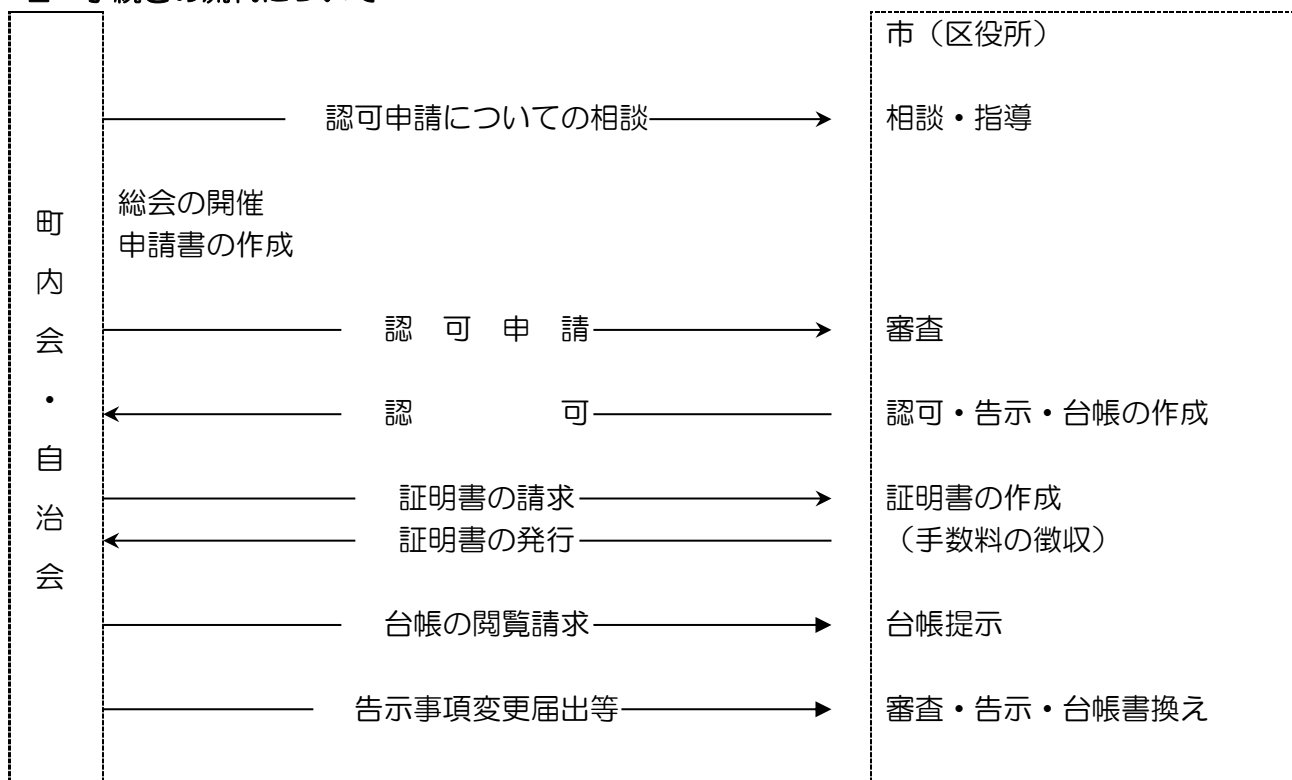 市（区役所）
認可申請についての相談
相談・指導
町内会・自治会
総会の開催
申請書の作成
認可申請
審査
認可
認可・告示・台帳の作成
証明書の請求
証明書の作成
証明書の発行
（手数料の徴収）
台帳の閲覧請求
台帳提示
告示事項変更届出等
審査・告示・台帳書換え